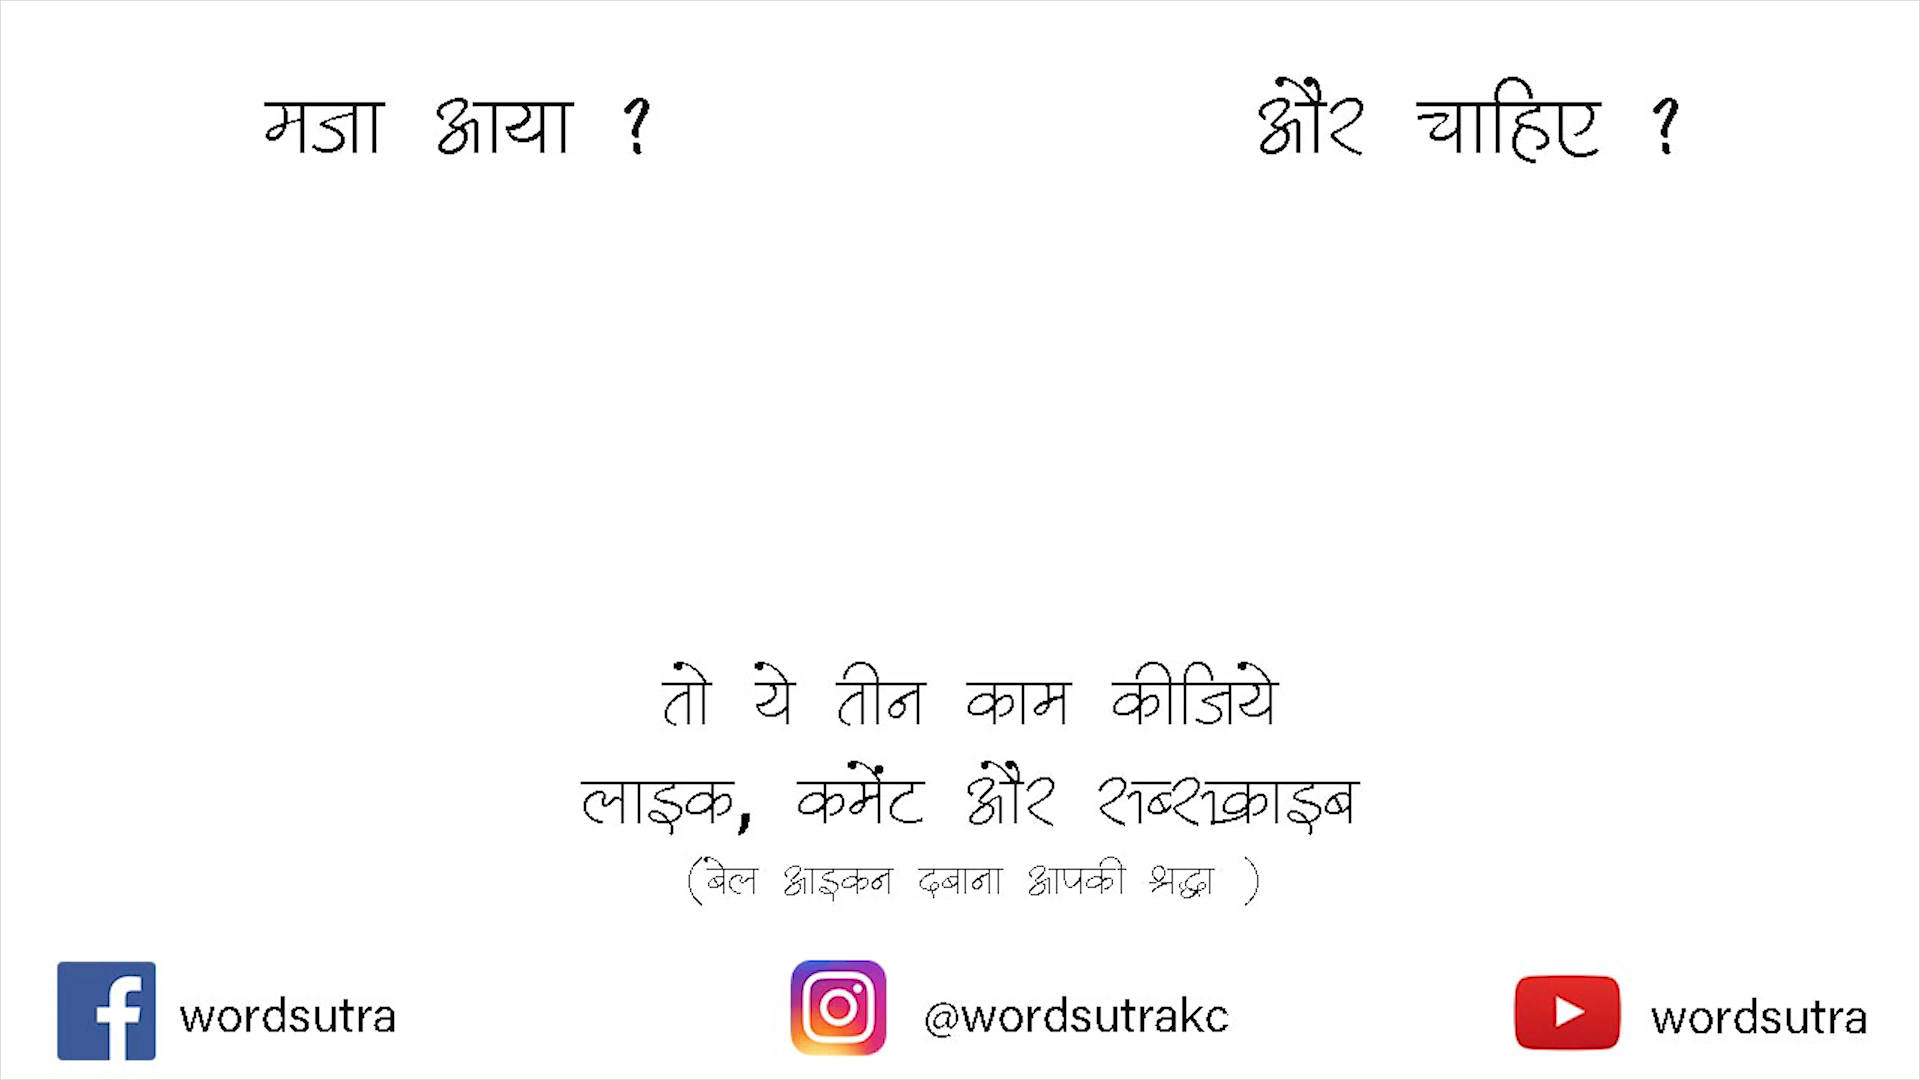 मजा आया ?
और चाहिए ?
तो ये तीन काम कीजिये
लाइक, कमेंट और सब्सक्राइब
(बेल आइकन दबाना आपकी श्रद्धा )
wordsutra
@wordsutrakc
wordsutra